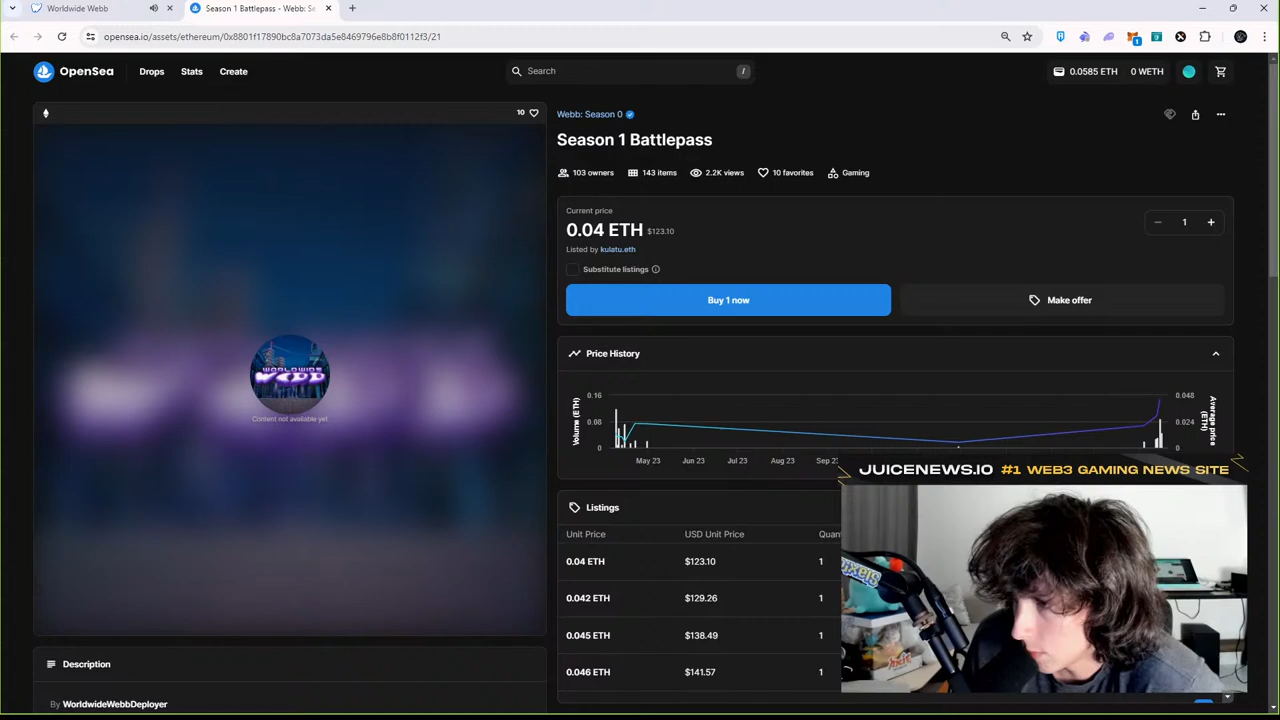 Worldwide Webb
Season 1 Battlepass - Webb: Se
opensea.io/assets/ethereum/0x8801f17890bc8a7073da5e8469796e8b8f0112f3/21
1
OpenSea
Drops
Stats
Create
Search
/
0.0585 ETH
0 WETH
10
Webb: Season 0
Season 1 Battlepass
103 owners
143 items
2.2K views
10 favorites
Gaming
Current price
0.04 ETH $123.10
Listed by kulatu.eth
Substitute listings
1
Buy 1 now
Make offer
WORLDWIDE
WEBB
Content not available yet
Price History
Volume (ETH)
0.16
0.08
0
0.048
0.024
0
Average price (ETH)
May 23
Jun 23
Jul 23
Aug 23
Sep 23
JUICENEWS.IO #1 WEB3 GAMING NEWS SITE
Listings
Unit Price
USD Unit Price
Quan
0.04 ETH
$123.10
1
0.042 ETH
$129.26
1
0.045 ETH
$138.49
1
0.046 ETH
$141.57
1
Description
By WorldwideWebbDeployer